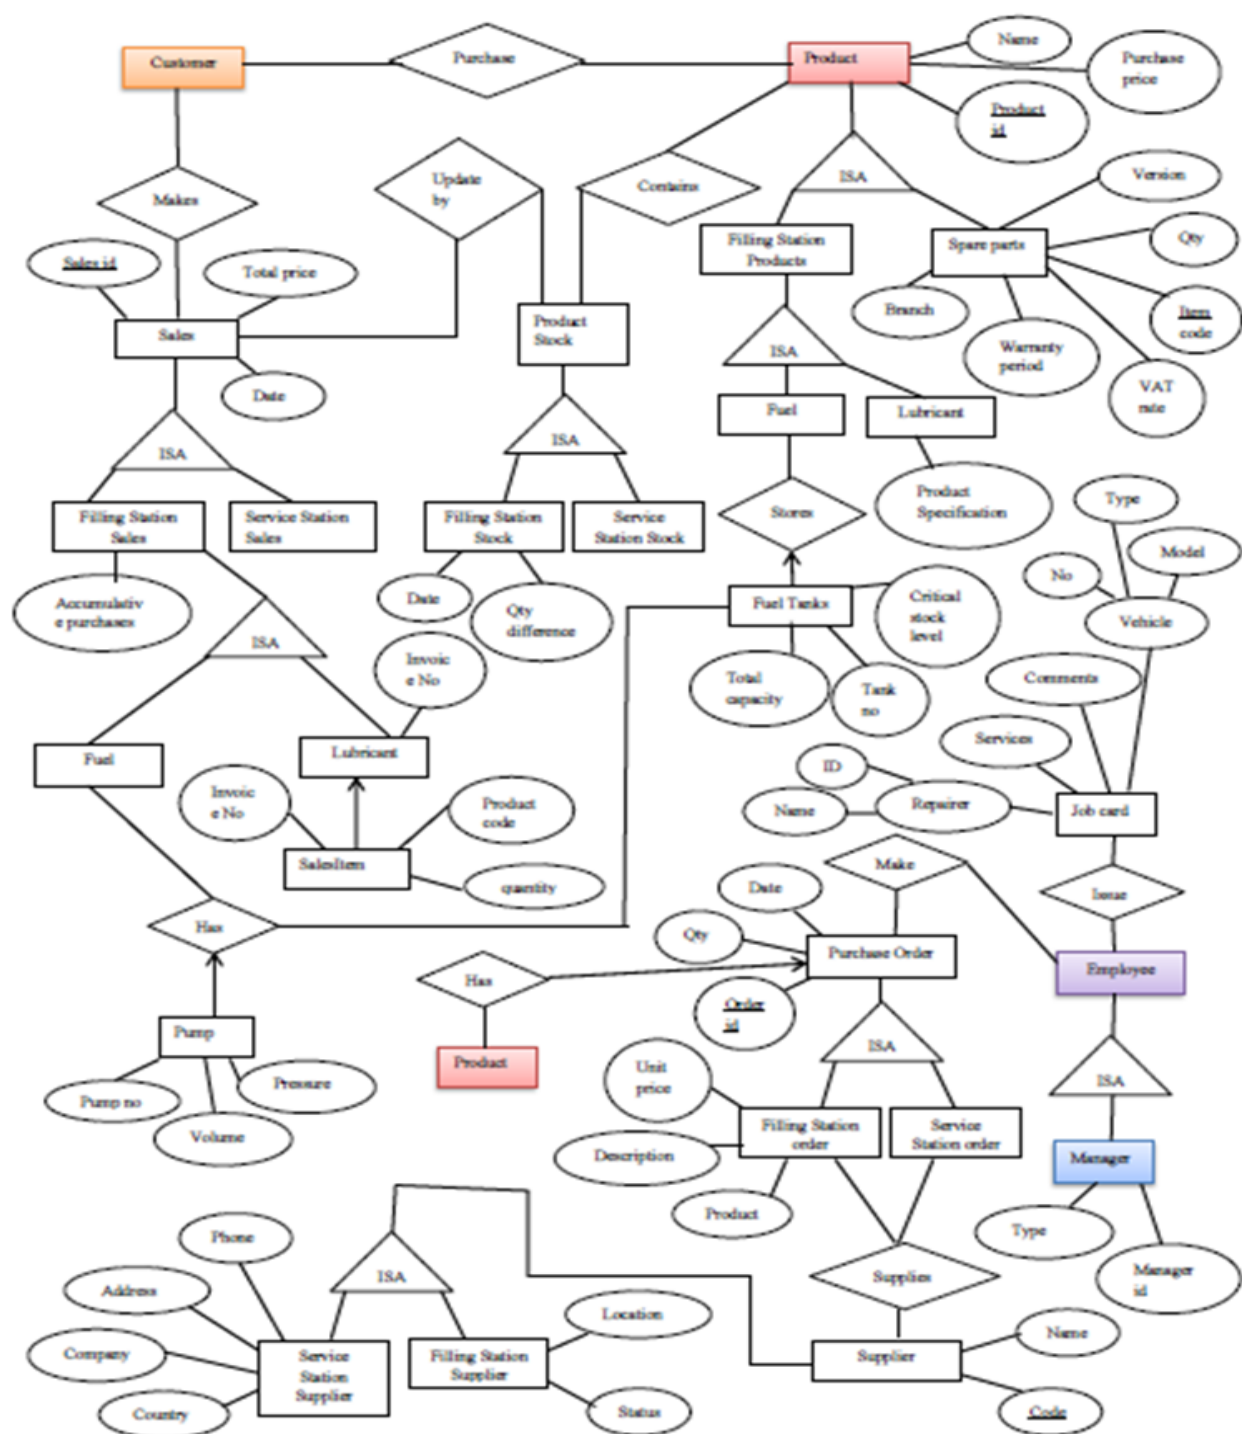 Customer
Purchase
Product
Name
Purchase
price
Product
id
Makes
Update
by
Contains
ISA
Version
Sales id
Total price
Filling Station
Products
Spare parts
Qty
Sales
Product
Stock
Branch
Item
code
Date
ISA
Warranty
period
VAT
rate
Fuel
Lubricant
ISA
ISA
Filling Station
Sales
Service Station
Sales
Filling Station
Stock
Service
Station Stock
Stores
Product
Specification
Type
Model
No
Accumulativ
e purchases
Date
Qty
difference
Fuel Tanks
Critical
stock
level
Vehicle
ISA
Invoic
e No
Total
capacity
Tank
no
Comments
Services
Fuel
Lubricant
ID
Invoic
e No
Product
code
Name
Repairer
Job card
SalesItem
quantity
Make
Date
Issue
Has
Qty
Purchase Order
Employee
Has
Order
id
Pump
Product
ISA
Pressure
Unit
price
ISA
Pump no
Volume
Filling Station
order
Service
Station order
Description
Manager
Product
Type
Phone
Manager
id
ISA
Supplies
Address
Location
Name
Company
Service
Station
Supplier
Filling Station
Supplier
Supplier
Country
Status
Code